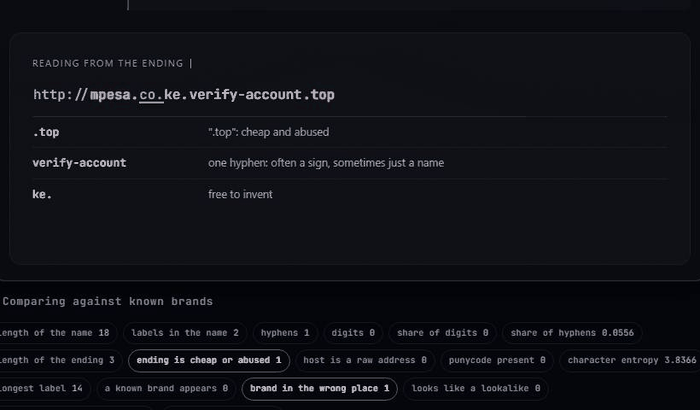 READING FROM THE ENDING |
http://mpesa.co.ke.verify-account.top
.top ".top": cheap and abused
verify-account one hyphen: often a sign, sometimes just a name
ke. free to invent
Comparing against known brands
length of the name 18 labels in the name 2 hyphens 1 digits 0 share of digits 0 share of hyphens 0.0556
length of the ending 3 ending is cheap or abused 1 host is a raw address 0 punycode present 0 character entropy 3.8366
longest label 14 a known brand appears 0 brand in the wrong place 1 looks like a lookalike 0